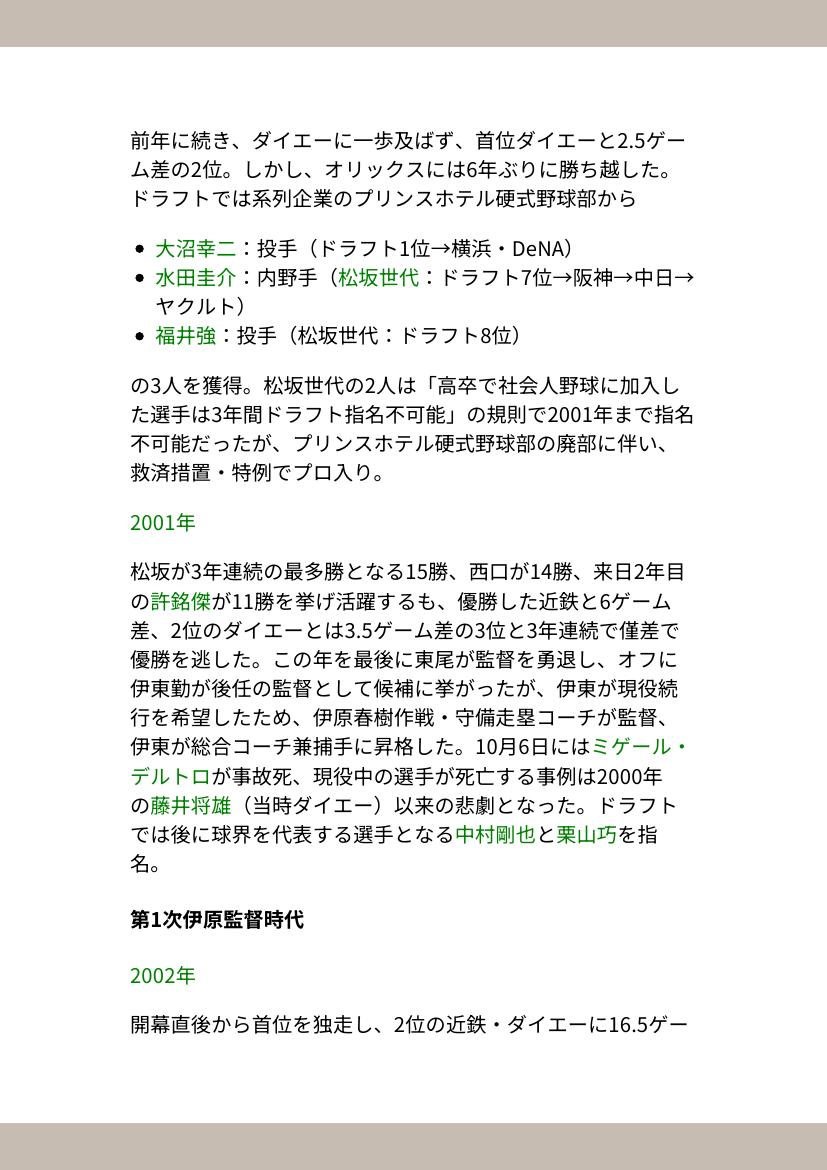 前年に続き、ダイエーに一歩及ばず、首位ダイエーと2.5ゲー
ム差の2位。しかし、オリックスには6年ぶりに勝ち越した。
ドラフトでは系列企業のプリンスホテル硬式野球部から
● 大沼幸二：投手（ドラフト1位→横浜・DeNA）
● 水田圭介：内野手（松坂世代：ドラフト7位→阪神→中日→
ヤクルト）
● 福井強：投手（松坂世代：ドラフト8位）
の3人を獲得。松坂世代の2人は「高卒で社会人野球に加入し
た選手は3年間ドラフト指名不可能」の規則で2001年まで指名
不可能だったが、プリンスホテル硬式野球部の廃部に伴い、
救済措置・特例でプロ入り。
2001年
松坂が3年連続の最多勝となる15勝、西口が14勝、来日2年目
の許銘傑が11勝を挙げ活躍するも、優勝した近鉄と6ゲーム
差、2位のダイエーとは3.5ゲーム差の3位と3年連続で僅差で
優勝を逃した。この年を最後に東尾が監督を勇退し、オフに
伊東勤が後任の監督として候補に挙がったが、伊東が現役続
行を希望したため、伊原春樹作戦・守備走塁コーチが監督、
伊東が総合コーチ兼捕手に昇格した。10月6日にはミゲール・
デルトロが事故死、現役中の選手が死亡する事例は2000年
の藤井将雄（当時ダイエー）以来の悲劇となった。ドラフト
では後に球界を代表する選手となる中村剛也と栗山巧を指
名。
第1次伊原監督時代
2002年
開幕直後から首位を独走し、2位の近鉄・ダイエーに16.5ゲー